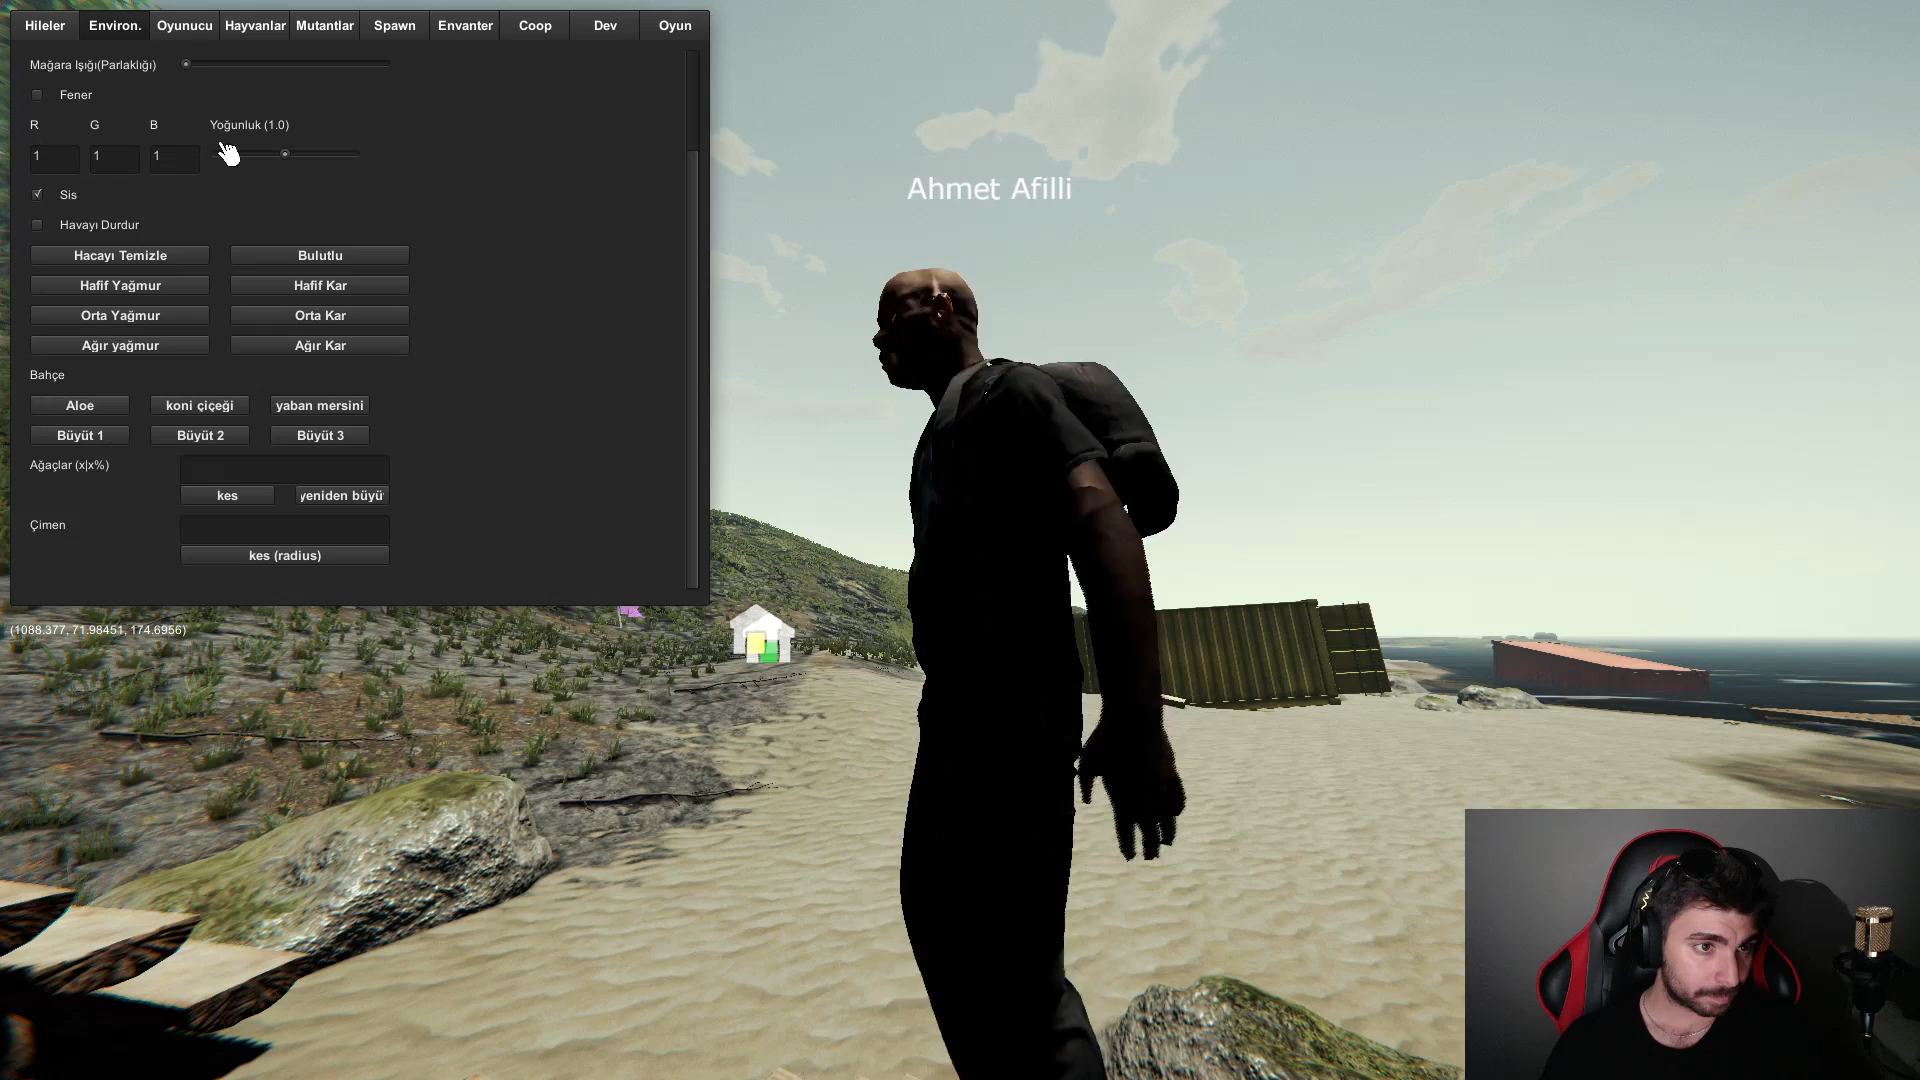 Hileler Environ. Oyunucu Hayvanlar Mutantlar Spawn Envanter Coop Dev Oyun
Mağara Işığı(Parlaklığı)
Fener
R G B Yoğunluk (1.0)
1 1 1
Sis
Havayı Durdur
Hacayı Temizle Bulutlu
Hafif Yağmur Hafif Kar
Orta Yağmur Orta Kar
Ağır yağmur Ağır Kar
Bahçe
Aloe koni çiçeği yaban mersini
Büyüt 1 Büyüt 2 Büyüt 3
Ağaçlar (x|x%)
kes yeniden büyü
Çimen
kes (radius)
(1088.377, 71.98451, 174.6956)
Ahmet Afilli